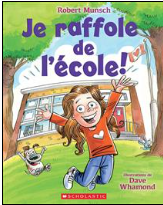 Robert Munsch
Je raffole
de
l'école!
Illustrations de
Dave
Whamond
SCHOLASTIC